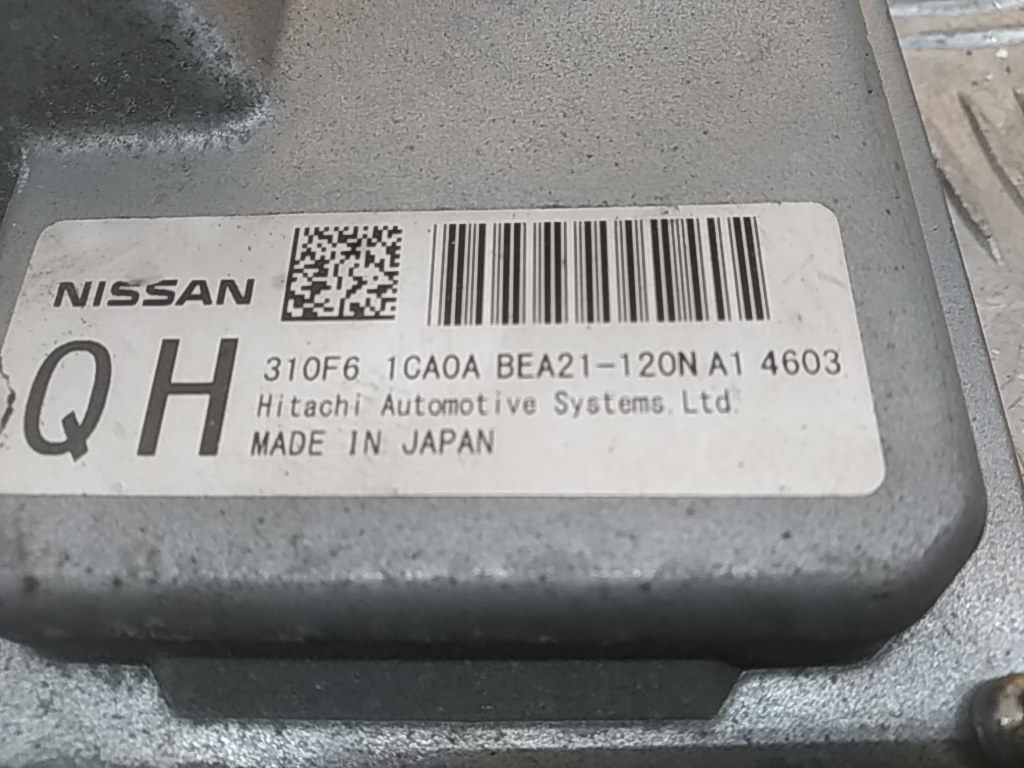 NISSAN
QH
310F6 1CA0A BEA21-120N A1 4603
Hitachi Automotive Systems, Ltd.
MADE IN JAPAN